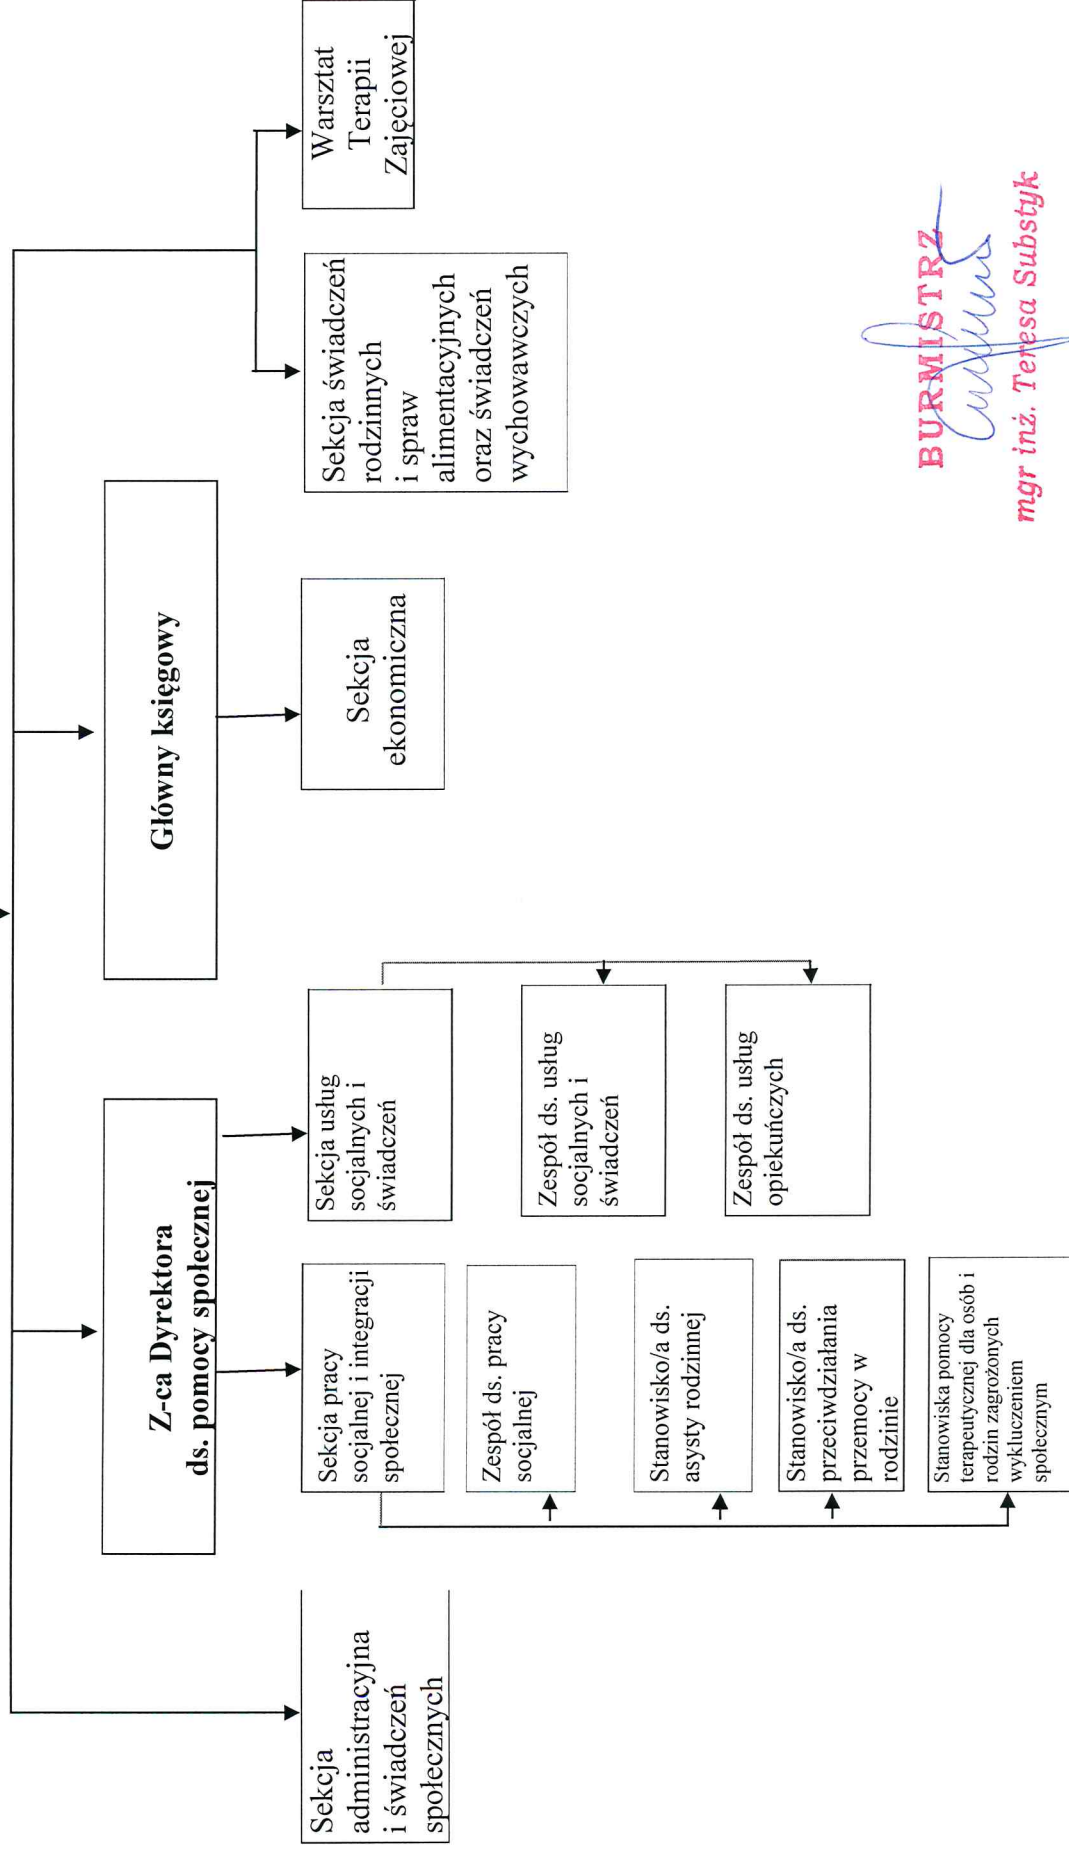 Z-ca Dyrektora
ds. pomocy społecznej
Główny księgowy
Sekcja
administracyjna
i świadczeń
społecznych
Sekcja pracy
socjalnej i integracji
społecznej
Sekcja usług
socjalnych i
świadczeń
Sekcja
ekonomiczna
Sekcja świadczeń
rodzinnych
i spraw
alimentacyjnych
oraz świadczeń
wychowawczych
Warsztat
Terapii
Zajęciowej
Zespół ds. pracy
socjalnej
Stanowisko/a ds.
asysty rodzinnej
Stanowisko/a ds.
przeciwdziałania
przemocy w
rodzinie
Stanowiska pomocy
terapeutycznej dla osób i
rodzin zagrożonych
wykluczeniem
społecznym
Zespół ds. usług
socjalnych i
świadczeń
Zespół ds. usług
opiekuńczych
BURMISTRZ
mgr inż. Teresa Substyk